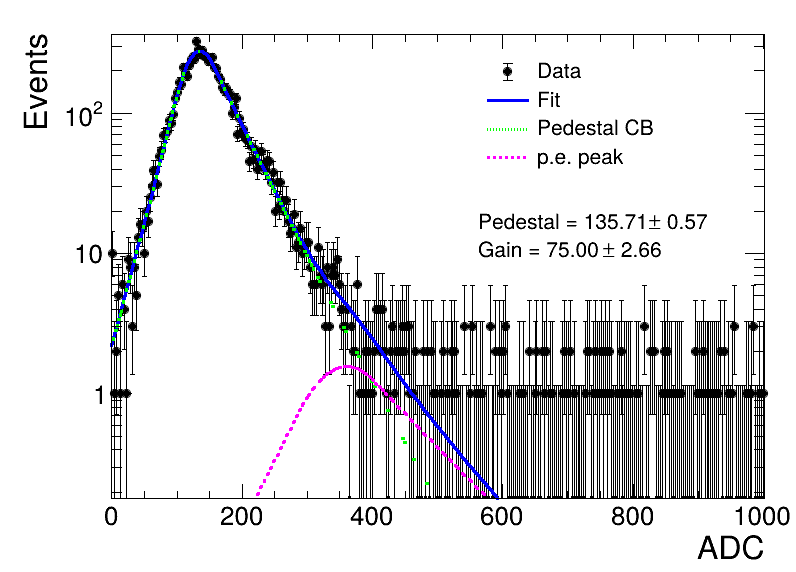 Events
10²
10
1
Data
Fit
Pedestal CB
p.e. peak
Pedestal = 135.71± 0.57
Gain = 75.00 ± 2.66
0 200 400 600 800 1000
ADC